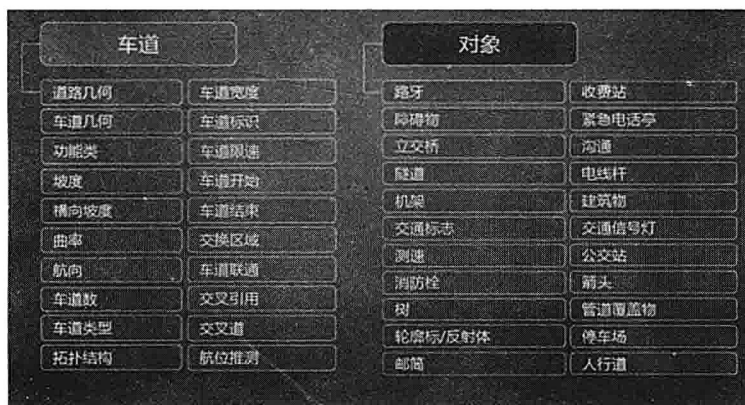 车道
道路几何 车道宽度
车道几何 车道标识
功能类 车道限速
坡度 车道开始
横向坡度 车道结束
曲率 交换区域
航向 车道联通
车道数 交叉引用
车道类型 交叉道
拓扑结构 航位推测
对象
路牙 收费站
障碍物 紧急电话亭
立交桥 沟通
隧道 电线杆
机架 建筑物
交通标志 交通信号灯
测速 公交站
消防栓 箭头
树 管道覆盖物
轮廓标/反射体 停车场
邮筒 人行道